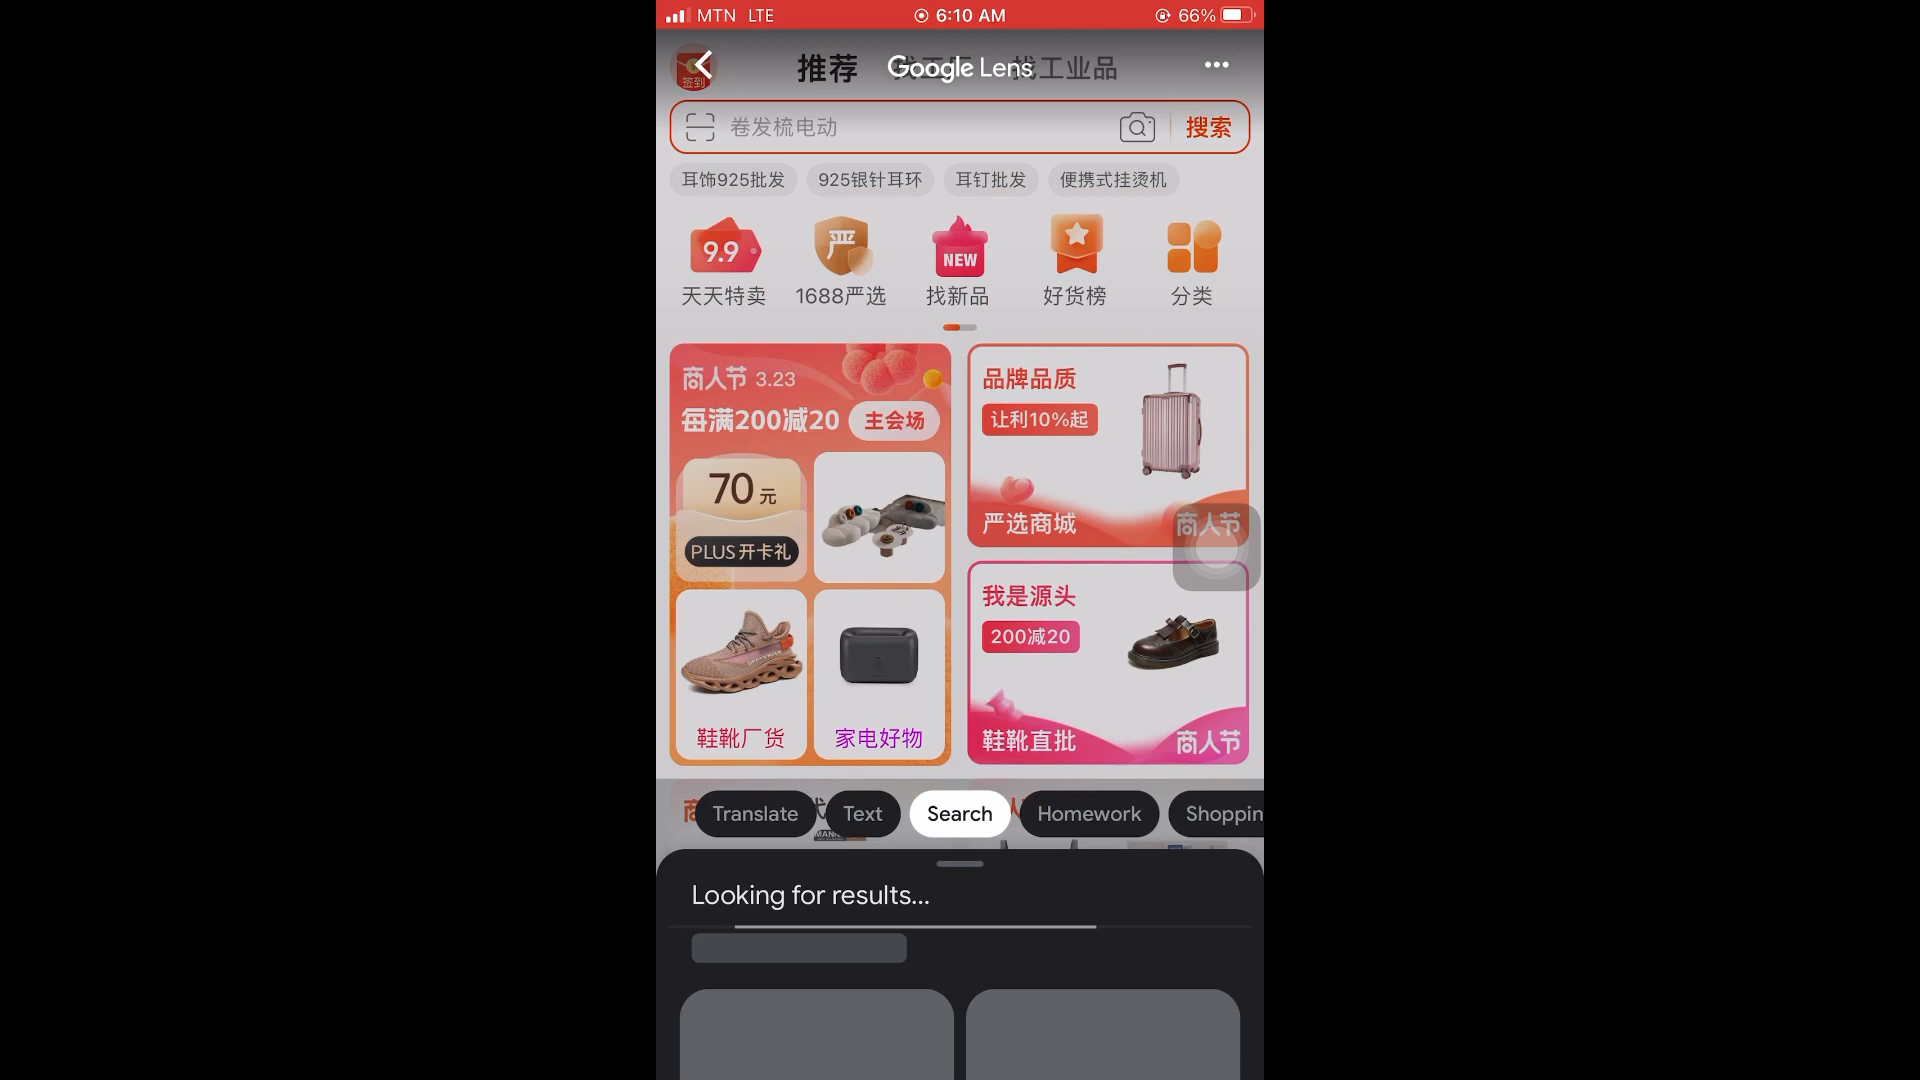 MTN LTE 6:10 AM 66%
签到 推荐 Google Lens 找工业品
卷发梳电动 搜索
耳饰925批发 925银针耳环 耳钉批发 便携式挂烫机
9.9 严 NEW
天天特卖 1688严选 找新品 好货榜 分类
商人节 3.23
每满200减20 主会场
70元
PLUS开卡礼
鞋靴厂货 家电好物
品牌品质
让利10%起
严选商城 商人节
我是源头
200减20
鞋靴直批 商人节
Translate Text Search Homework Shoppin
Looking for results...